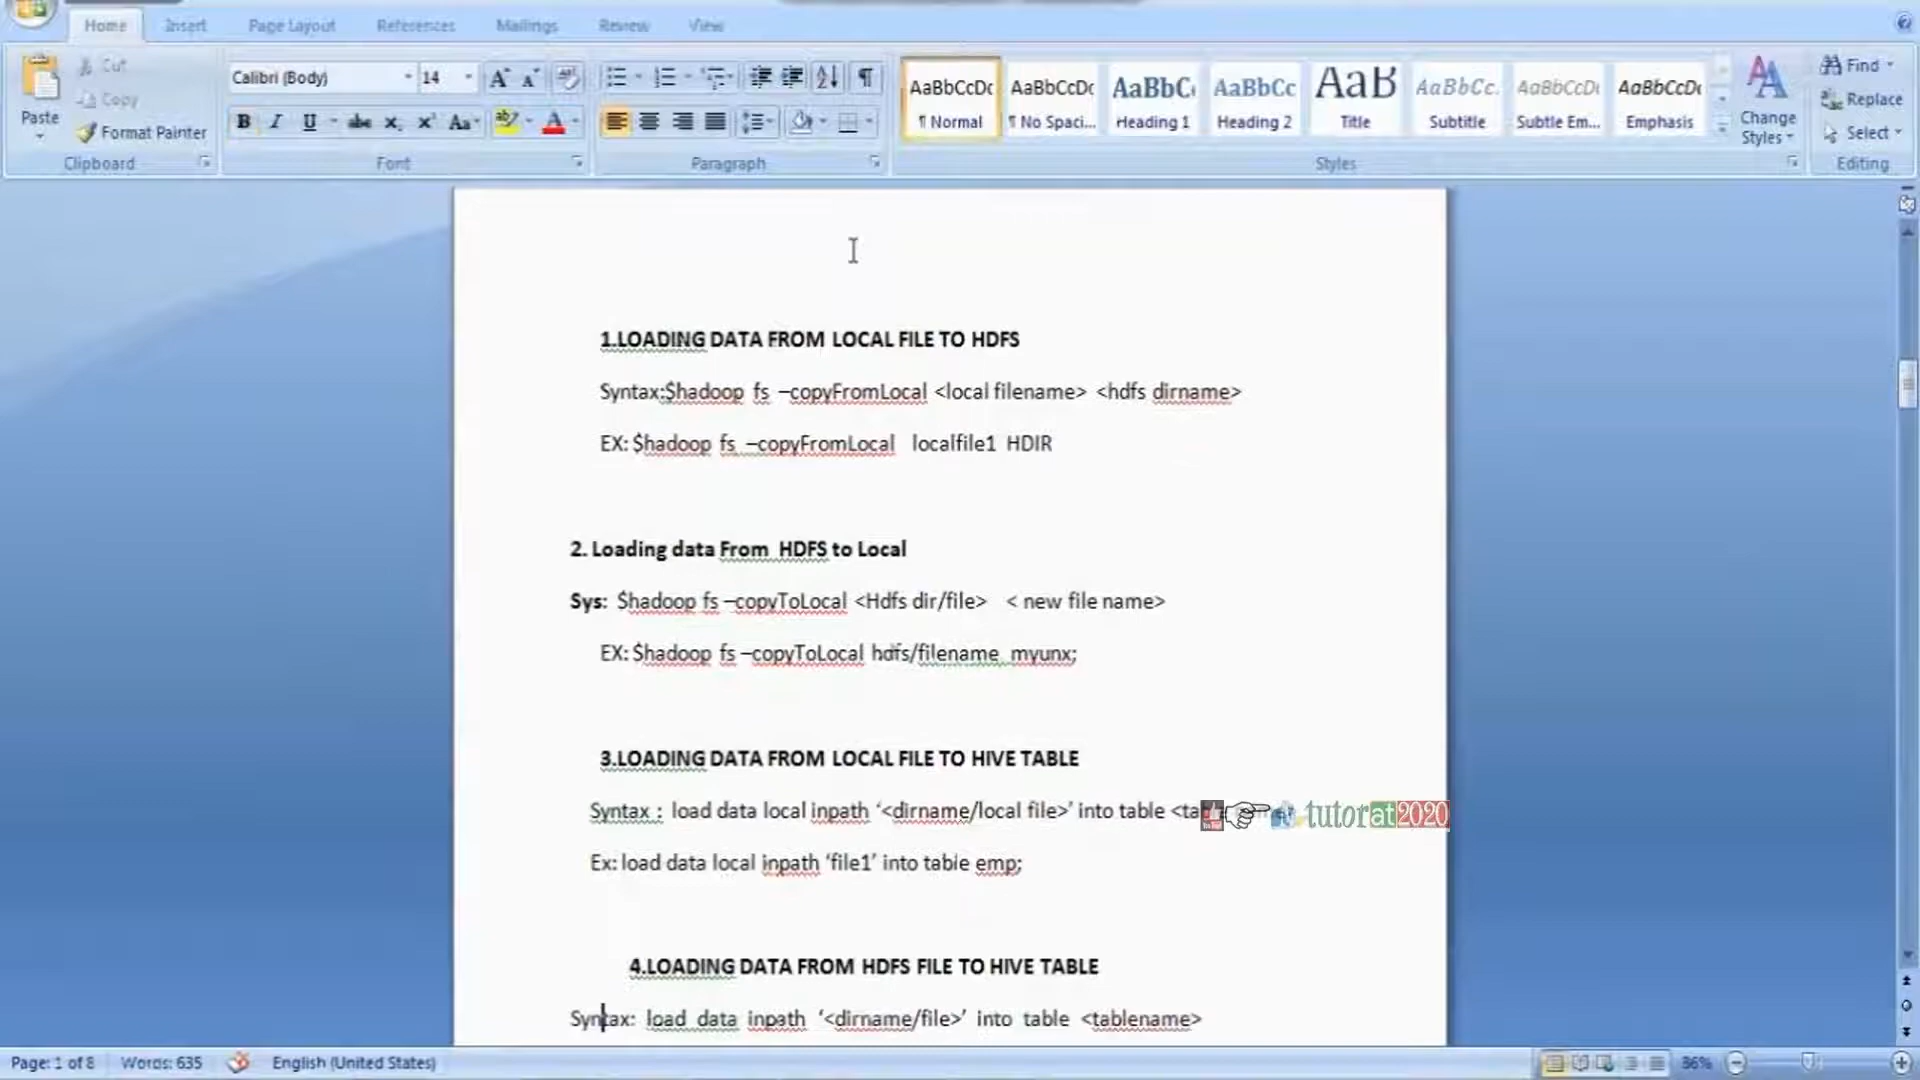 Home Insert Page Layout References Mailings Review View
Paste
Cut
Copy
Format Painter
Clipboard
Calibri (Body) 14
Font
Paragraph
AaBbCcDc AaBbCcDc AaBbC AaBbCc AaB AaBbCc. AaBbCcDi AaBbCcDc
¶ Normal ¶ No Spaci... Heading 1 Heading 2 Title Subtitle Subtle Em... Emphasis
Change Styles
Styles
Find
Replace
Select
Editing
1.LOADING DATA FROM LOCAL FILE TO HDFS
Syntax:$hadoop fs –copyFromLocal <local filename> <hdfs dirname>
EX: $hadoop fs –copyFromLocal localfile1 HDIR
2. Loading data From HDFS to Local
Sys: $hadoop fs –copyToLocal <Hdfs dir/file> < new file name>
EX: $hadoop fs –copyToLocal hdfs/filename myunx;
3.LOADING DATA FROM LOCAL FILE TO HIVE TABLE
Syntax : load data local inpath ‘<dirname/local file>’ into table
tutorat2020
Ex: load data local inpath ‘file1’ into table emp;
4.LOADING DATA FROM HDFS FILE TO HIVE TABLE
Syntax: load data inpath ‘<dirname/file>’ into table <tablename>
Page: 1 of 8 Words: 635 English (United States) 86%